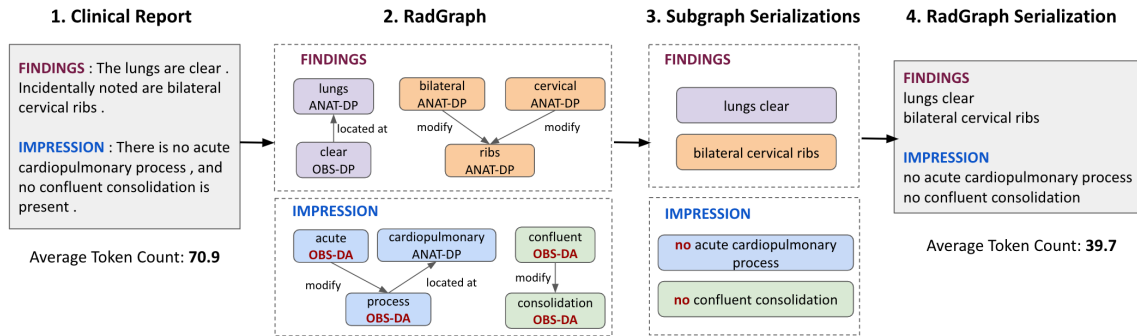 1. Clinical Report
FINDINGS : The lungs are clear .
Incidentally noted are bilateral
cervical ribs .
IMPRESSION : There is no acute
cardiopulmonary process , and
no confluent consolidation is
present .
Average Token Count: 70.9
2. RadGraph
FINDINGS
lungs
ANAT-DP
located at
clear
OBS-DP
bilateral
ANAT-DP
cervical
ANAT-DP
modify
modify
ribs
ANAT-DP
IMPRESSION
acute
OBS-DA
cardiopulmonary
ANAT-DP
modify
located at
process
OBS-DA
confluent
OBS-DA
modify
consolidation
OBS-DA
3. Subgraph Serializations
FINDINGS
lungs clear
bilateral cervical ribs
IMPRESSION
no acute cardiopulmonary
process
no confluent consolidation
4. RadGraph Serialization
FINDINGS
lungs clear
bilateral cervical ribs
IMPRESSION
no acute cardiopulmonary process
no confluent consolidation
Average Token Count: 39.7